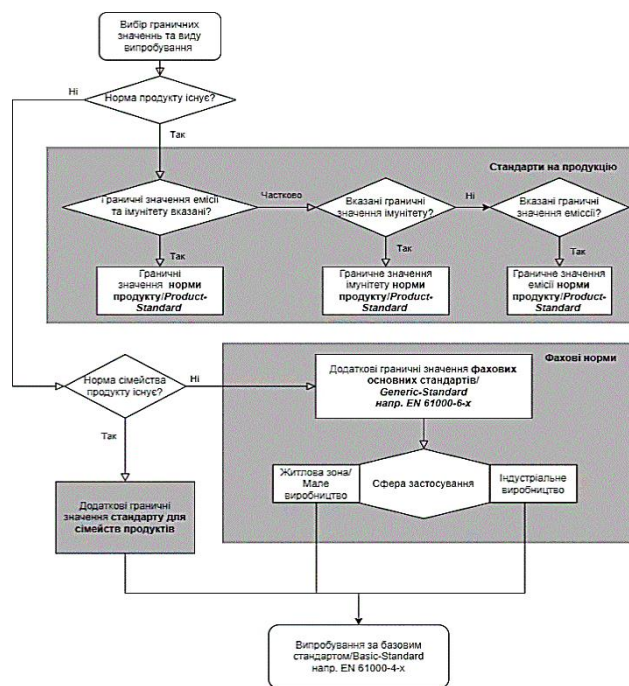 Вибір граничних
значеннь та виду
випробування
Ні
Норма продукту існує?
Так
Стандарти на продукцію
Граничні значення емісії
та імунітету вказані?
Частково
Вказані граничні
значення імунітету?
Ні
Вказані граничні
значення еміссії?
Так
Так
Так
Граничні
значення норми
продукту/Product-
Standard
Граничне значення
імунітету норми
продукту/Product-
Standard
Граничне значення
емісії норми
продукту/Product-
Standard
Норма сімейства
продукту існує?
Ні
Так
Фахові норми
Додаткові граничні значення фахових
основних стандартів/
Generic-Standard
напр. EN 61000-6-x
Житлова зона/
Мале
виробництво
Сфера застосування
Індустріальне
виробництво
Додаткові граничні
значення стандарту для
сімейств продуктів
Випробування за базовим
стандартом/Basic-Standard
напр. EN 61000-4-x